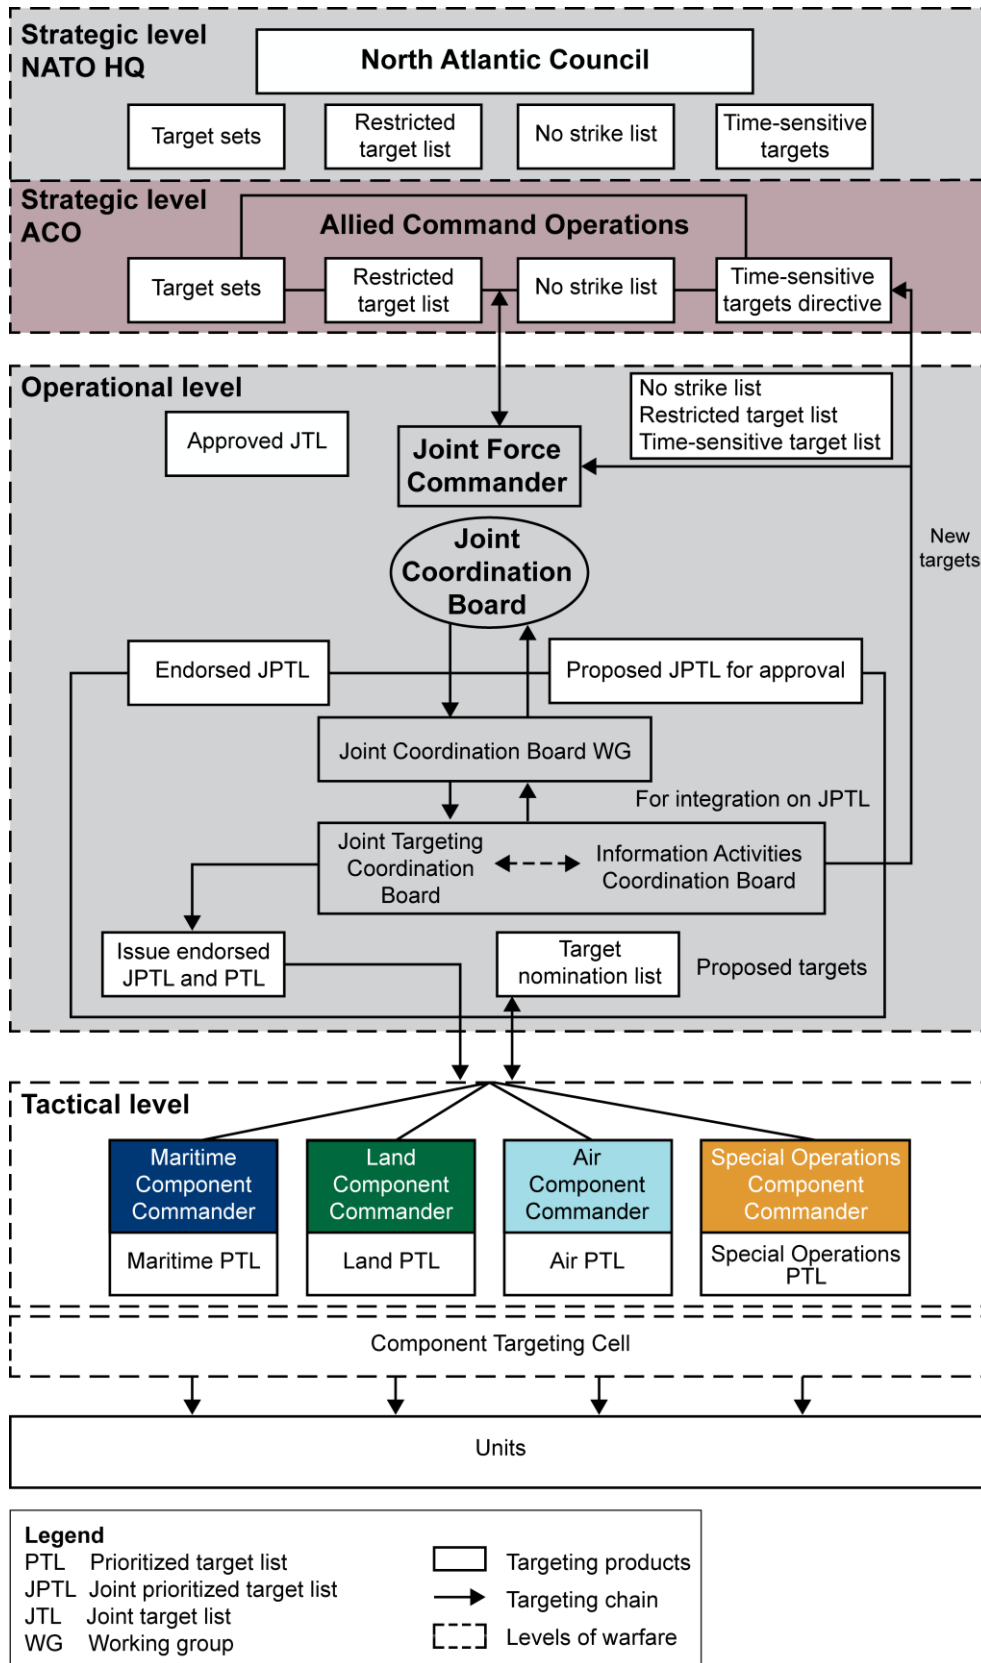 Strategic level
NATO HQ
North Atlantic Council
Target sets
Restricted
target list
No strike list
Time-sensitive
targets
Strategic level
ACO
Allied Command Operations
Target sets
Restricted
target list
No strike list
Time-sensitive
targets directive
Operational level
No strike list
Restricted target list
Time-sensitive target list
Approved JTL
Joint Force
Commander
New
targets
Joint
Coordination
Board
Endorsed JPTL
Proposed JPTL for approval
Joint Coordination Board WG
For integration on JPTL
Joint Targeting
Coordination
Board
Information Activities
Coordination Board
Issue endorsed
JPTL and PTL
Target
nomination list
Proposed targets
Tactical level
Maritime
Component
Commander
Maritime PTL
Land
Component
Commander
Land PTL
Air
Component
Commander
Air PTL
Special Operations
Component
Commander
Special Operations
PTL
Component Targeting Cell
Units
Legend
PTL Prioritized target list
JPTL Joint prioritized target list
JTL Joint target list
WG Working group
Targeting products
Targeting chain
Levels of warfare